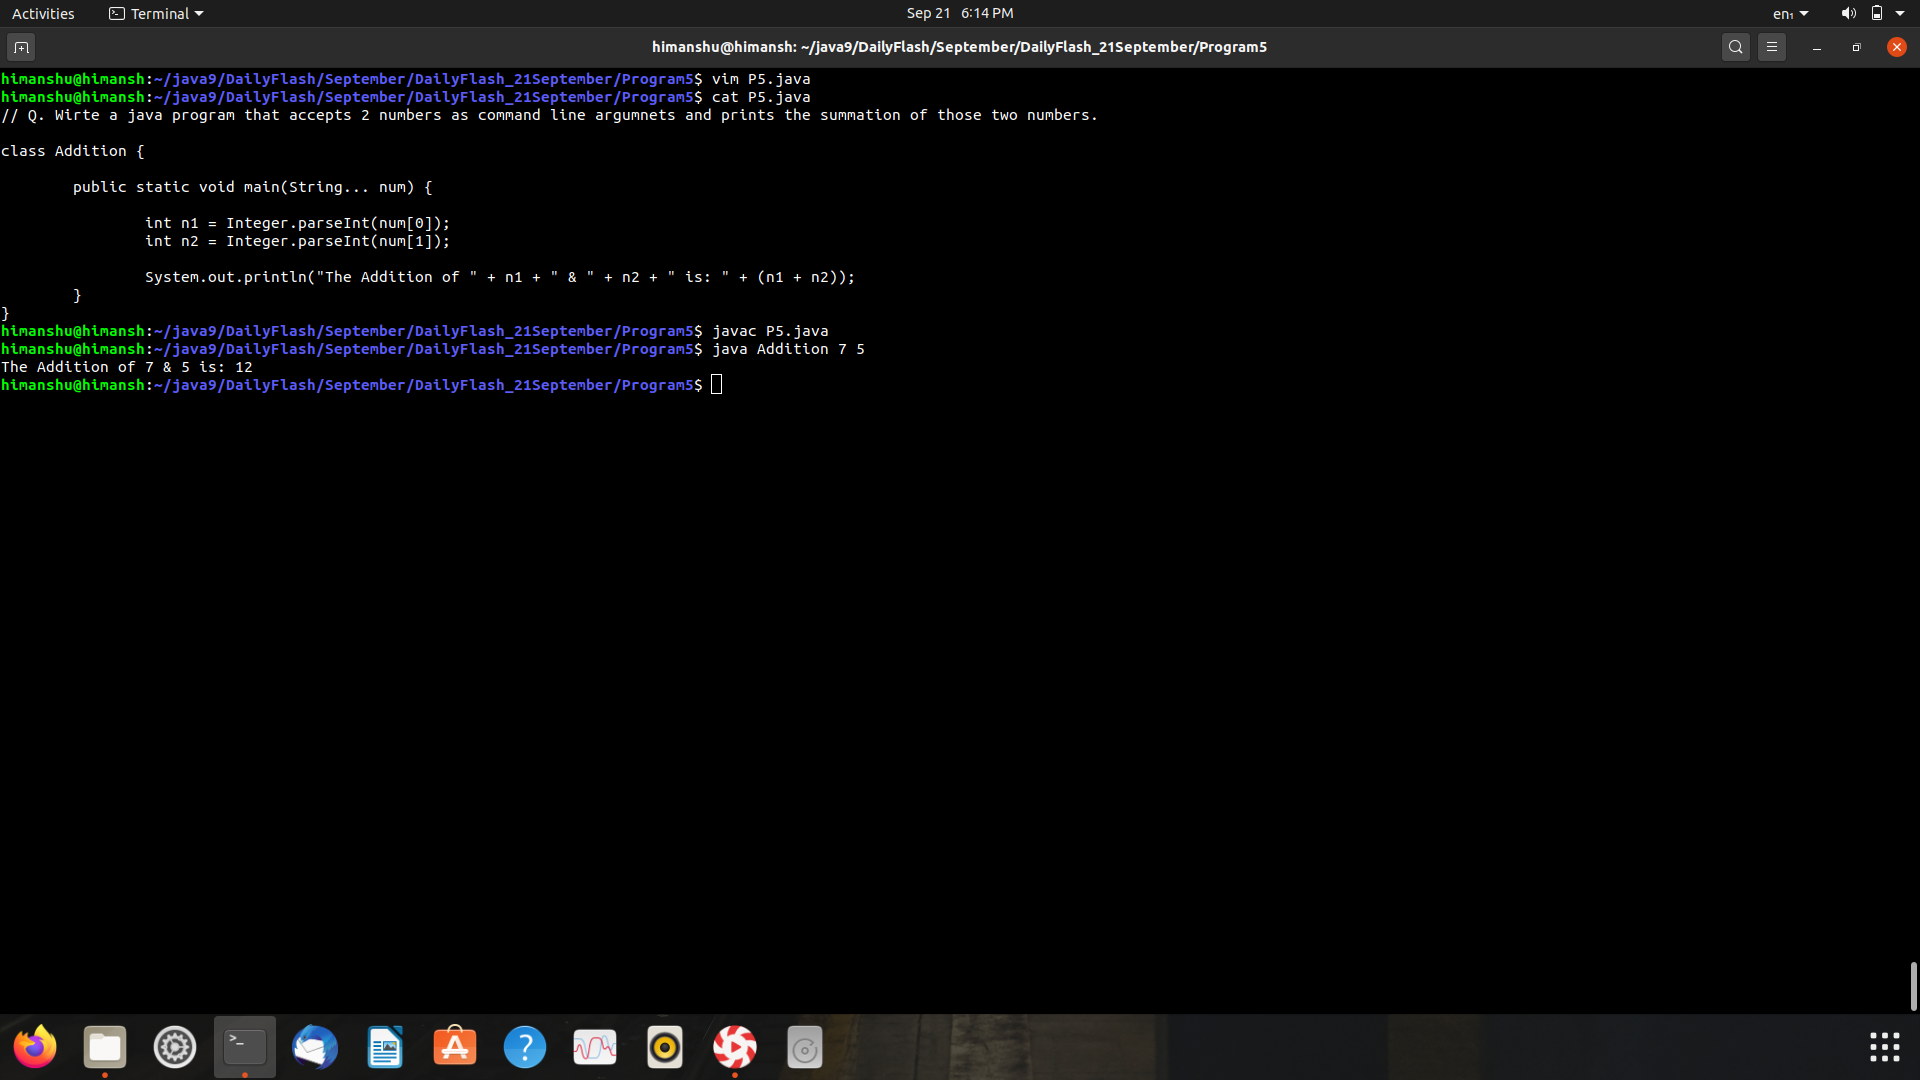 Activities Terminal Sep 21 6:14 PM en₁
himanshu@himansh: ~/java9/DailyFlash/September/DailyFlash_21September/Program5
himanshu@himansh:~/java9/DailyFlash/September/DailyFlash_21September/Program5$ vim P5.java
himanshu@himansh:~/java9/DailyFlash/September/DailyFlash_21September/Program5$ cat P5.java
// Q. Wirte a java program that accepts 2 numbers as command line argumnets and prints the summation of those two numbers.
class Addition {
public static void main(String... num) {
int n1 = Integer.parseInt(num[0]);
int n2 = Integer.parseInt(num[1]);
System.out.println("The Addition of " + n1 + " & " + n2 + " is: " + (n1 + n2));
}
}
himanshu@himansh:~/java9/DailyFlash/September/DailyFlash_21September/Program5$ javac P5.java
himanshu@himansh:~/java9/DailyFlash/September/DailyFlash_21September/Program5$ java Addition 7 5
The Addition of 7 & 5 is: 12
himanshu@himansh:~/java9/DailyFlash/September/DailyFlash_21September/Program5$